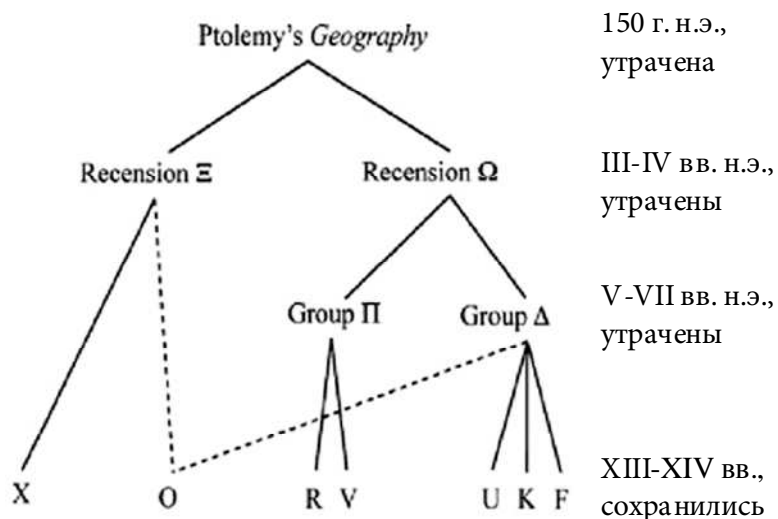 Ptolemy's Geography
150 г. н.э.,
утрачена
Recension Ξ
Recension Ω
III-IV вв. н.э.,
утрачены
Group Π
Group Δ
V-VII вв. н.э.,
утрачены
X
O
R V
U K F
XIII-XIV вв.,
сохранились